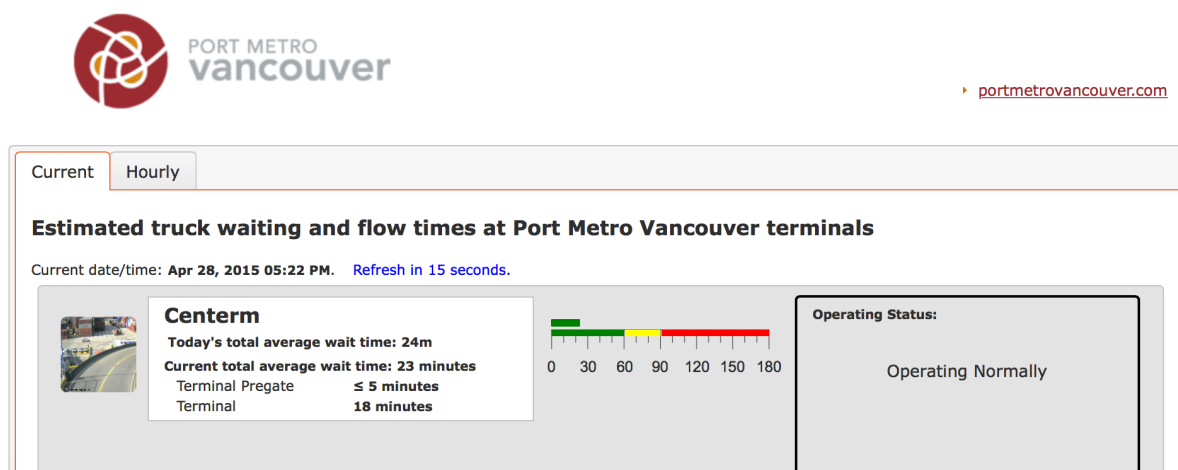 PORT METRO
vancouver
portmetrovancouver.com
Current
Hourly
Estimated truck waiting and flow times at Port Metro Vancouver terminals
Current date/time: Apr 28, 2015 05:22 PM. Refresh in 15 seconds.
Centerm
Today's total average wait time: 24m
Current total average wait time: 23 minutes
Terminal Pregate ≤ 5 minutes
Terminal 18 minutes
0 30 60 90 120 150 180
Operating Status:
Operating Normally